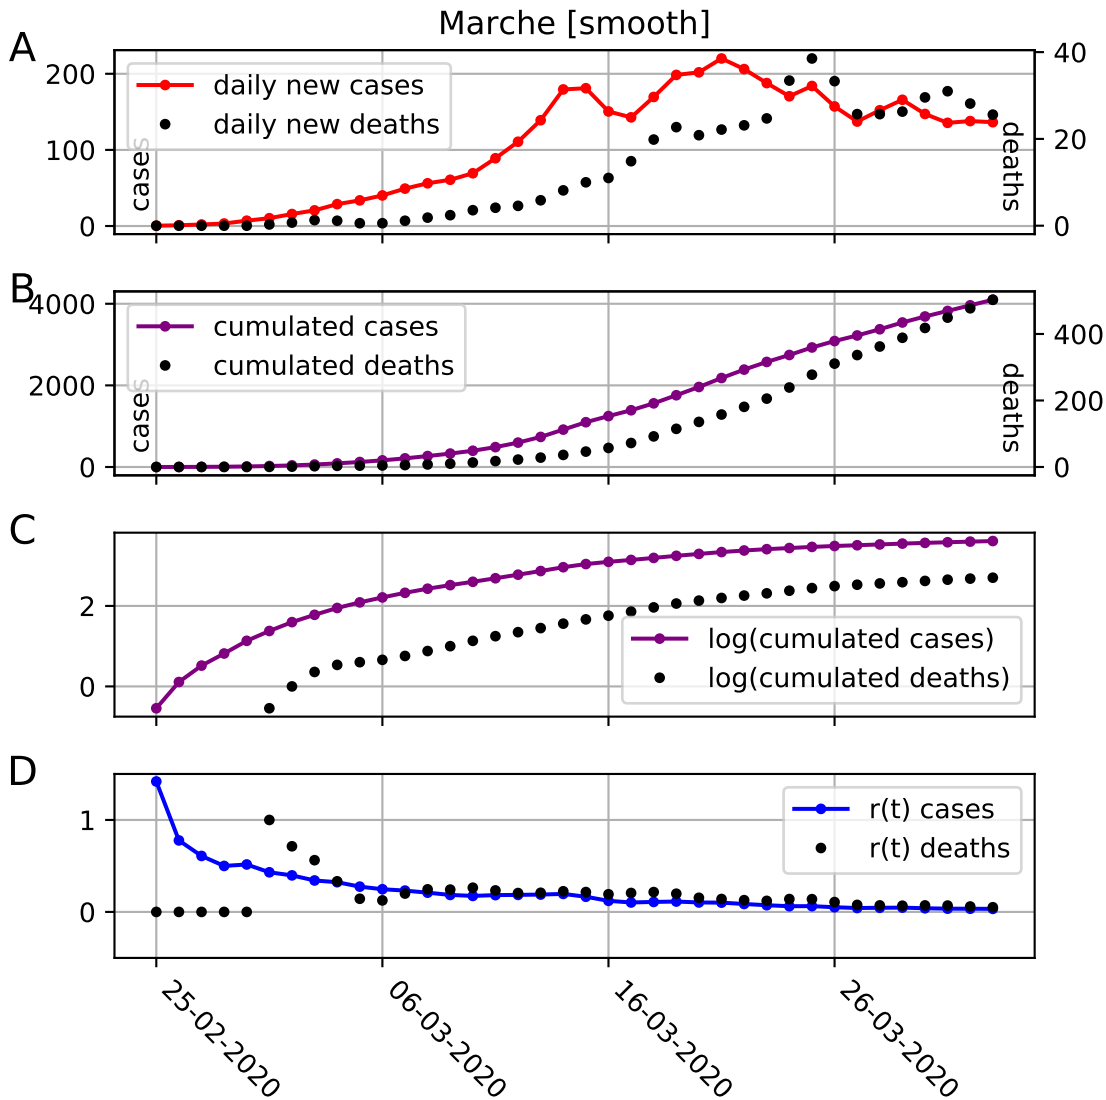 Marche [smooth]
A
200
100
0
40
20
0
cases
deaths
daily new cases
daily new deaths
B
4000
2000
0
400
200
0
cases
deaths
cumulated cases
cumulated deaths
C
2
0
log(cumulated cases)
log(cumulated deaths)
D
1
0
r(t) cases
r(t) deaths
25-02-2020
06-03-2020
16-03-2020
26-03-2020